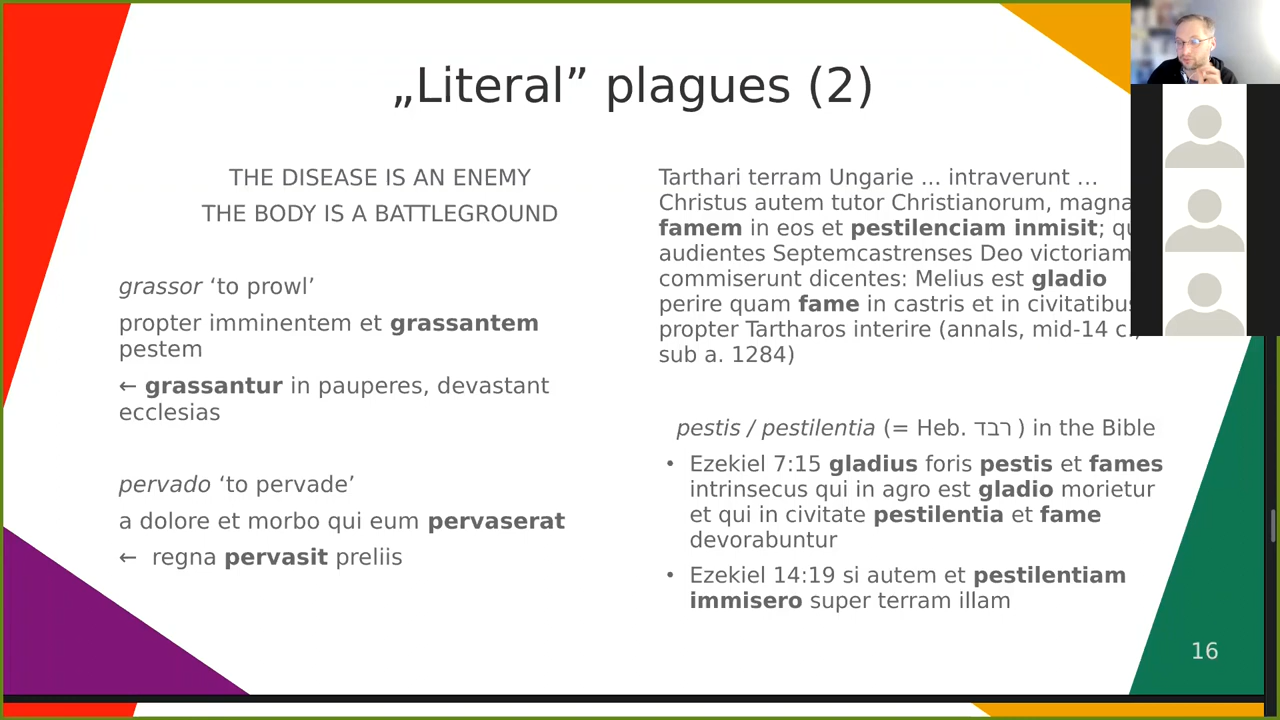 „Literal” plagues (2)
THE DISEASE IS AN ENEMY
THE BODY IS A BATTLEGROUND
grassor ‘to prowl’
propter imminentem et grassantem
pestem
← grassantur in pauperes, devastant
ecclesias
pervado ‘to pervade’
a dolore et morbo qui eum pervaserat
← regna pervasit preliis
Tarthari terram Ungarie ... intraverunt ...
Christus autem tutor Christianorum, magna
famem in eos et pestilenciam inmisit;
audientes Septemcastrenses Deo victoriam
commiserunt dicentes: Melius est gladio
perire quam fame in castris et in civitatibus
propter Tartharos interire (annals, mid-14 c.,
sub a. 1284)
pestis / pestilentia (= Heb. רבד ) in the Bible
• Ezekiel 7:15 gladius foris pestis et fames
intrinsecus qui in agro est gladio morietur
et qui in civitate pestilentia et fame
devorabuntur
• Ezekiel 14:19 si autem et pestilentiam
immisero super terram illam
16